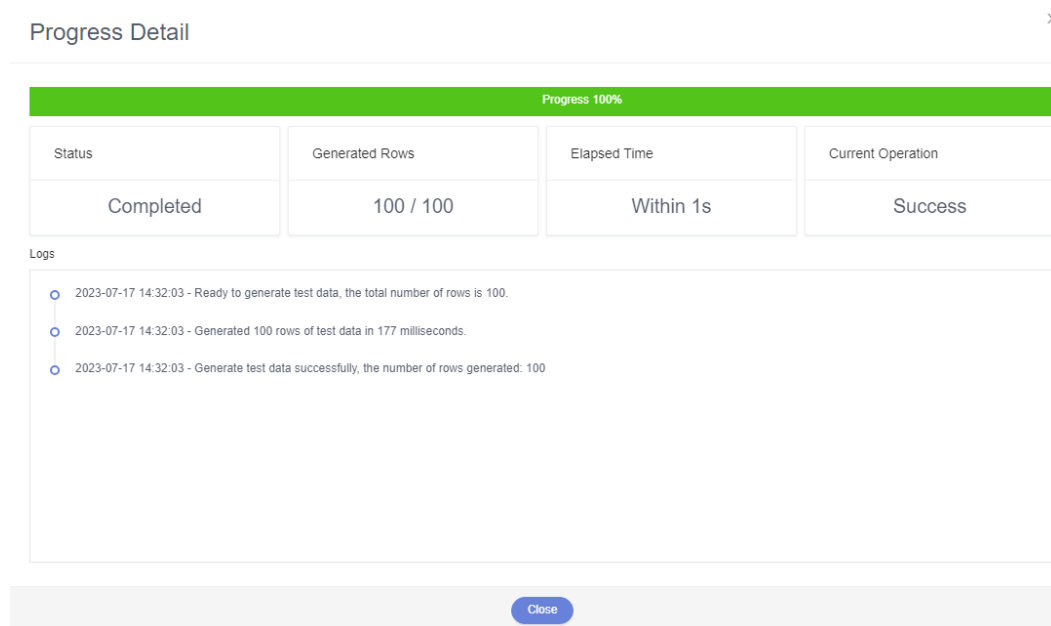 Progress Detail
Progress 100%
Status
Generated Rows
Elapsed Time
Current Operation
Completed
100 / 100
Within 1s
Success
Logs
2023-07-17 14:32:03 - Ready to generate test data, the total number of rows is 100.
2023-07-17 14:32:03 - Generated 100 rows of test data in 177 milliseconds.
2023-07-17 14:32:03 - Generate test data successfully, the number of rows generated: 100
Close